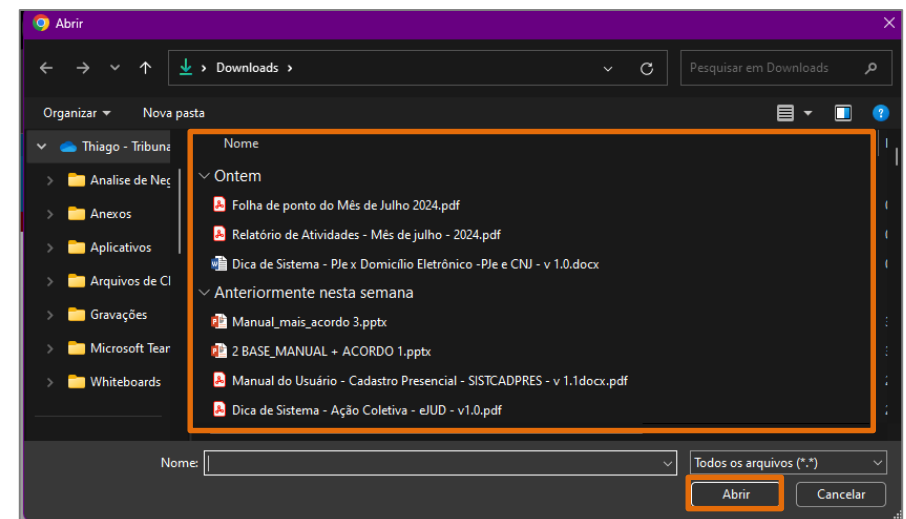 Abrir
Downloads
Pesquisar em Downloads
Organizar
Nova pasta
Thiago - Tribuna
Analise de Neg
Anexos
Aplicativos
Arquivos de Cl
Gravações
Microsoft Tear
Whiteboards
Nome
Ontem
Folha de ponto do Mês de Julho 2024.pdf
Relatório de Atividades - Mês de julho - 2024.pdf
Dica de Sistema - PJe x Domicílio Eletrônico -PJe e CNJ - v 1.0.docx
Anteriormente nesta semana
Manual_mais_acordo 3.pptx
2 BASE_MANUAL + ACORDO 1.pptx
Manual do Usuário - Cadastro Presencial - SISTCADPRES - v 1.1docx.pdf
Dica de Sistema - Ação Coletiva - eJUD - v1.0.pdf
Nome:
Todos os arquivos (*.*)
Abrir
Cancelar